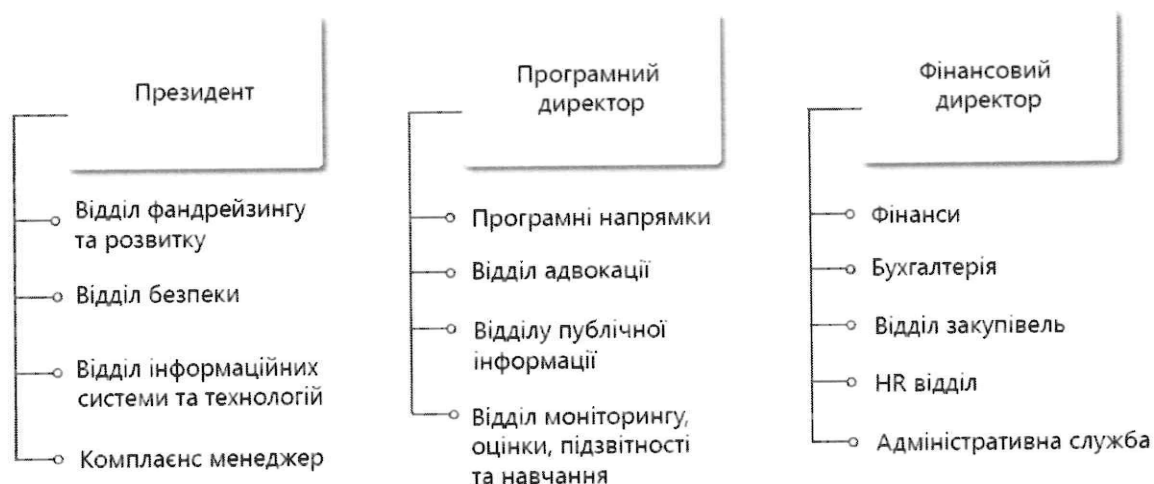 Президент
Відділ фандрейзингу
та розвитку
Відділ безпеки
Відділ інформаційних
системи та технологій
Комплаєнс менеджер
Програмний
директор
Програмні напрямки
Відділ адвокації
Відділу публічної
інформації
Відділ моніторингу,
оцінки, підзвітності
та навчання
Фінансовий
директор
Фінанси
Бухгалтерія
Відділ закупівель
HR відділ
Адміністративна служба